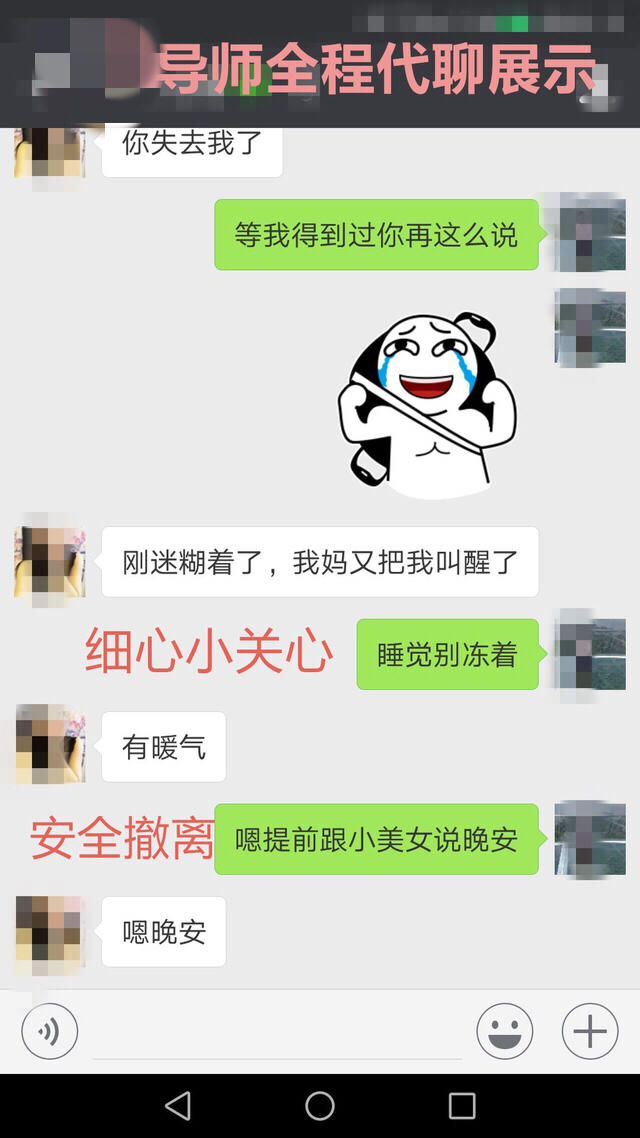 导师全程代聊展示
你失去我了
等我得到过你再这么说
刚迷糊着了，我妈又把我叫醒了
细心小关心
睡觉别冻着
有暖气
安全撤离
嗯提前跟小美女说晚安
嗯晚安